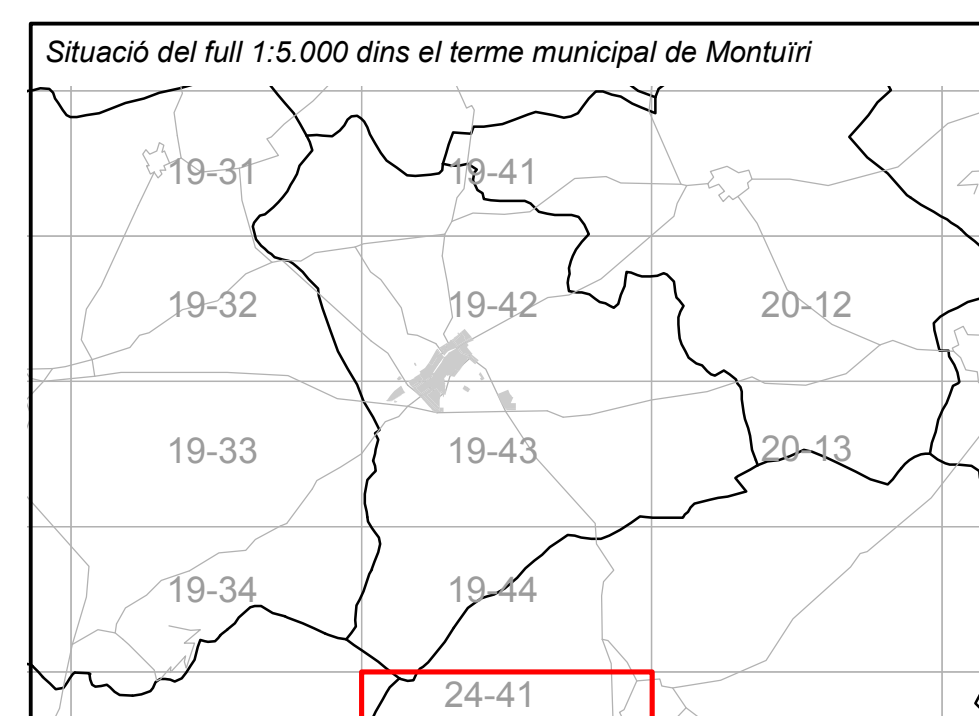 Situació del full 1:5.000 dins el terme municipal de Montuïri
19-31 19-41
19-32 19-42 20-12
19-33 19-43 20-13
19-34 19-44
24-41